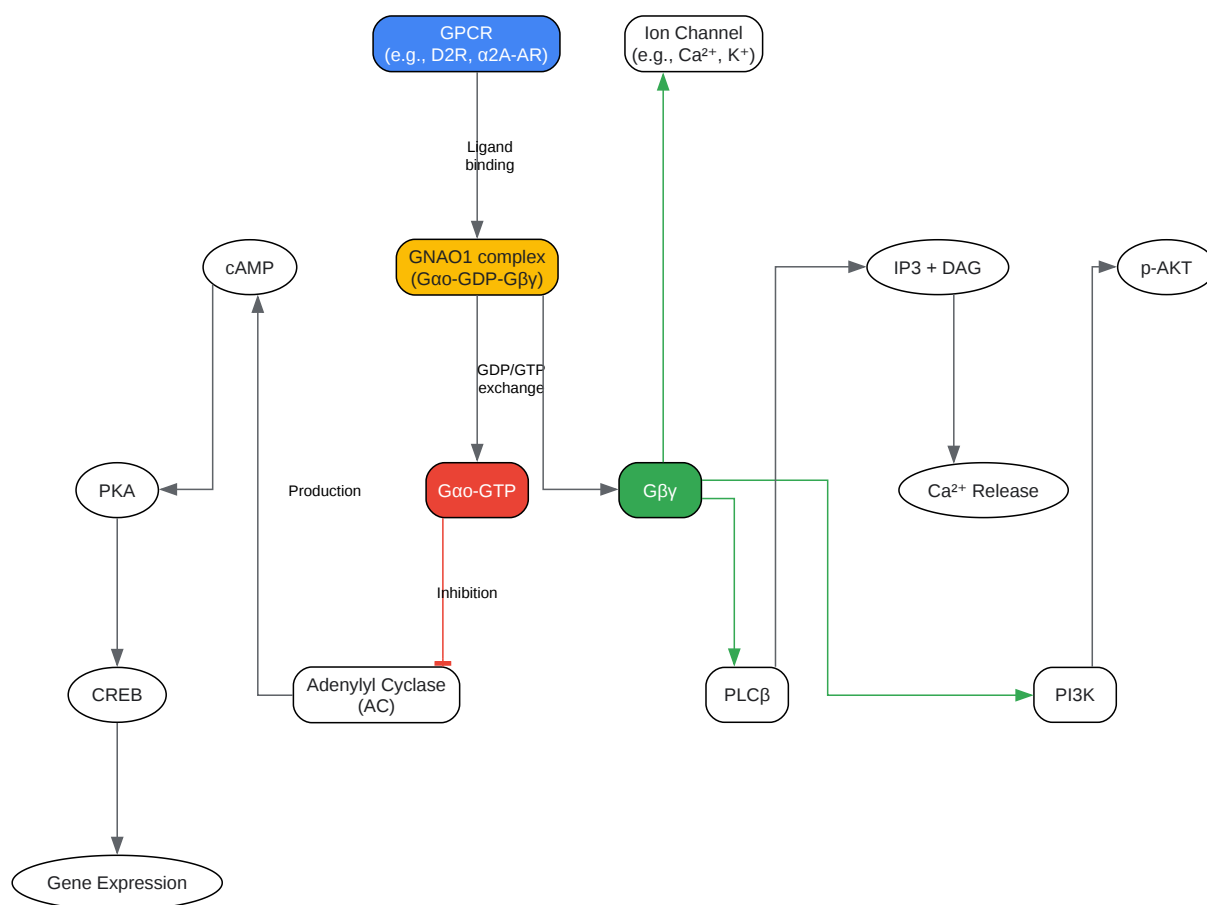 GPCR
(e.g., D2R, α2A-AR)
Ion Channel
(e.g., Ca²⁺, K⁺)
Ligand
binding
cAMP
GNAO1 complex
(Gαo-GDP-Gβγ)
IP3 + DAG
p-AKT
GDP/GTP
exchange
PKA
Production
Gαo-GTP
Gβγ
Ca²⁺ Release
Inhibition
CREB
Adenylyl Cyclase
(AC)
PLCβ
PI3K
Gene Expression